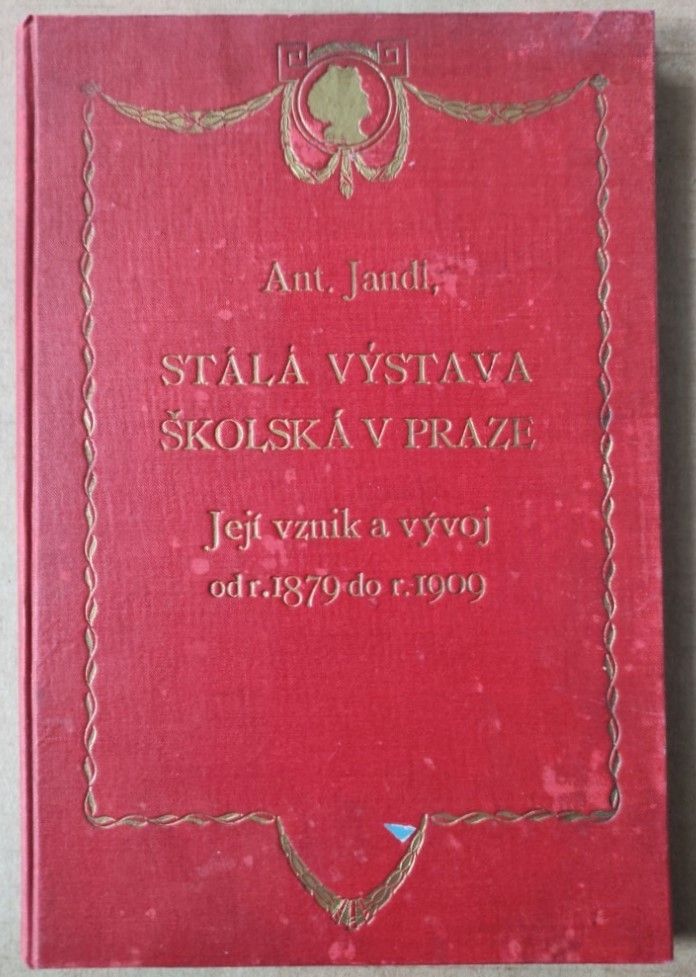 Ant. Jandl,
STÁLÁ VÝSTAVA
ŠKOLSKÁ V PRAZE
Její vznik a vývoj
od r. 1879 do r. 1909